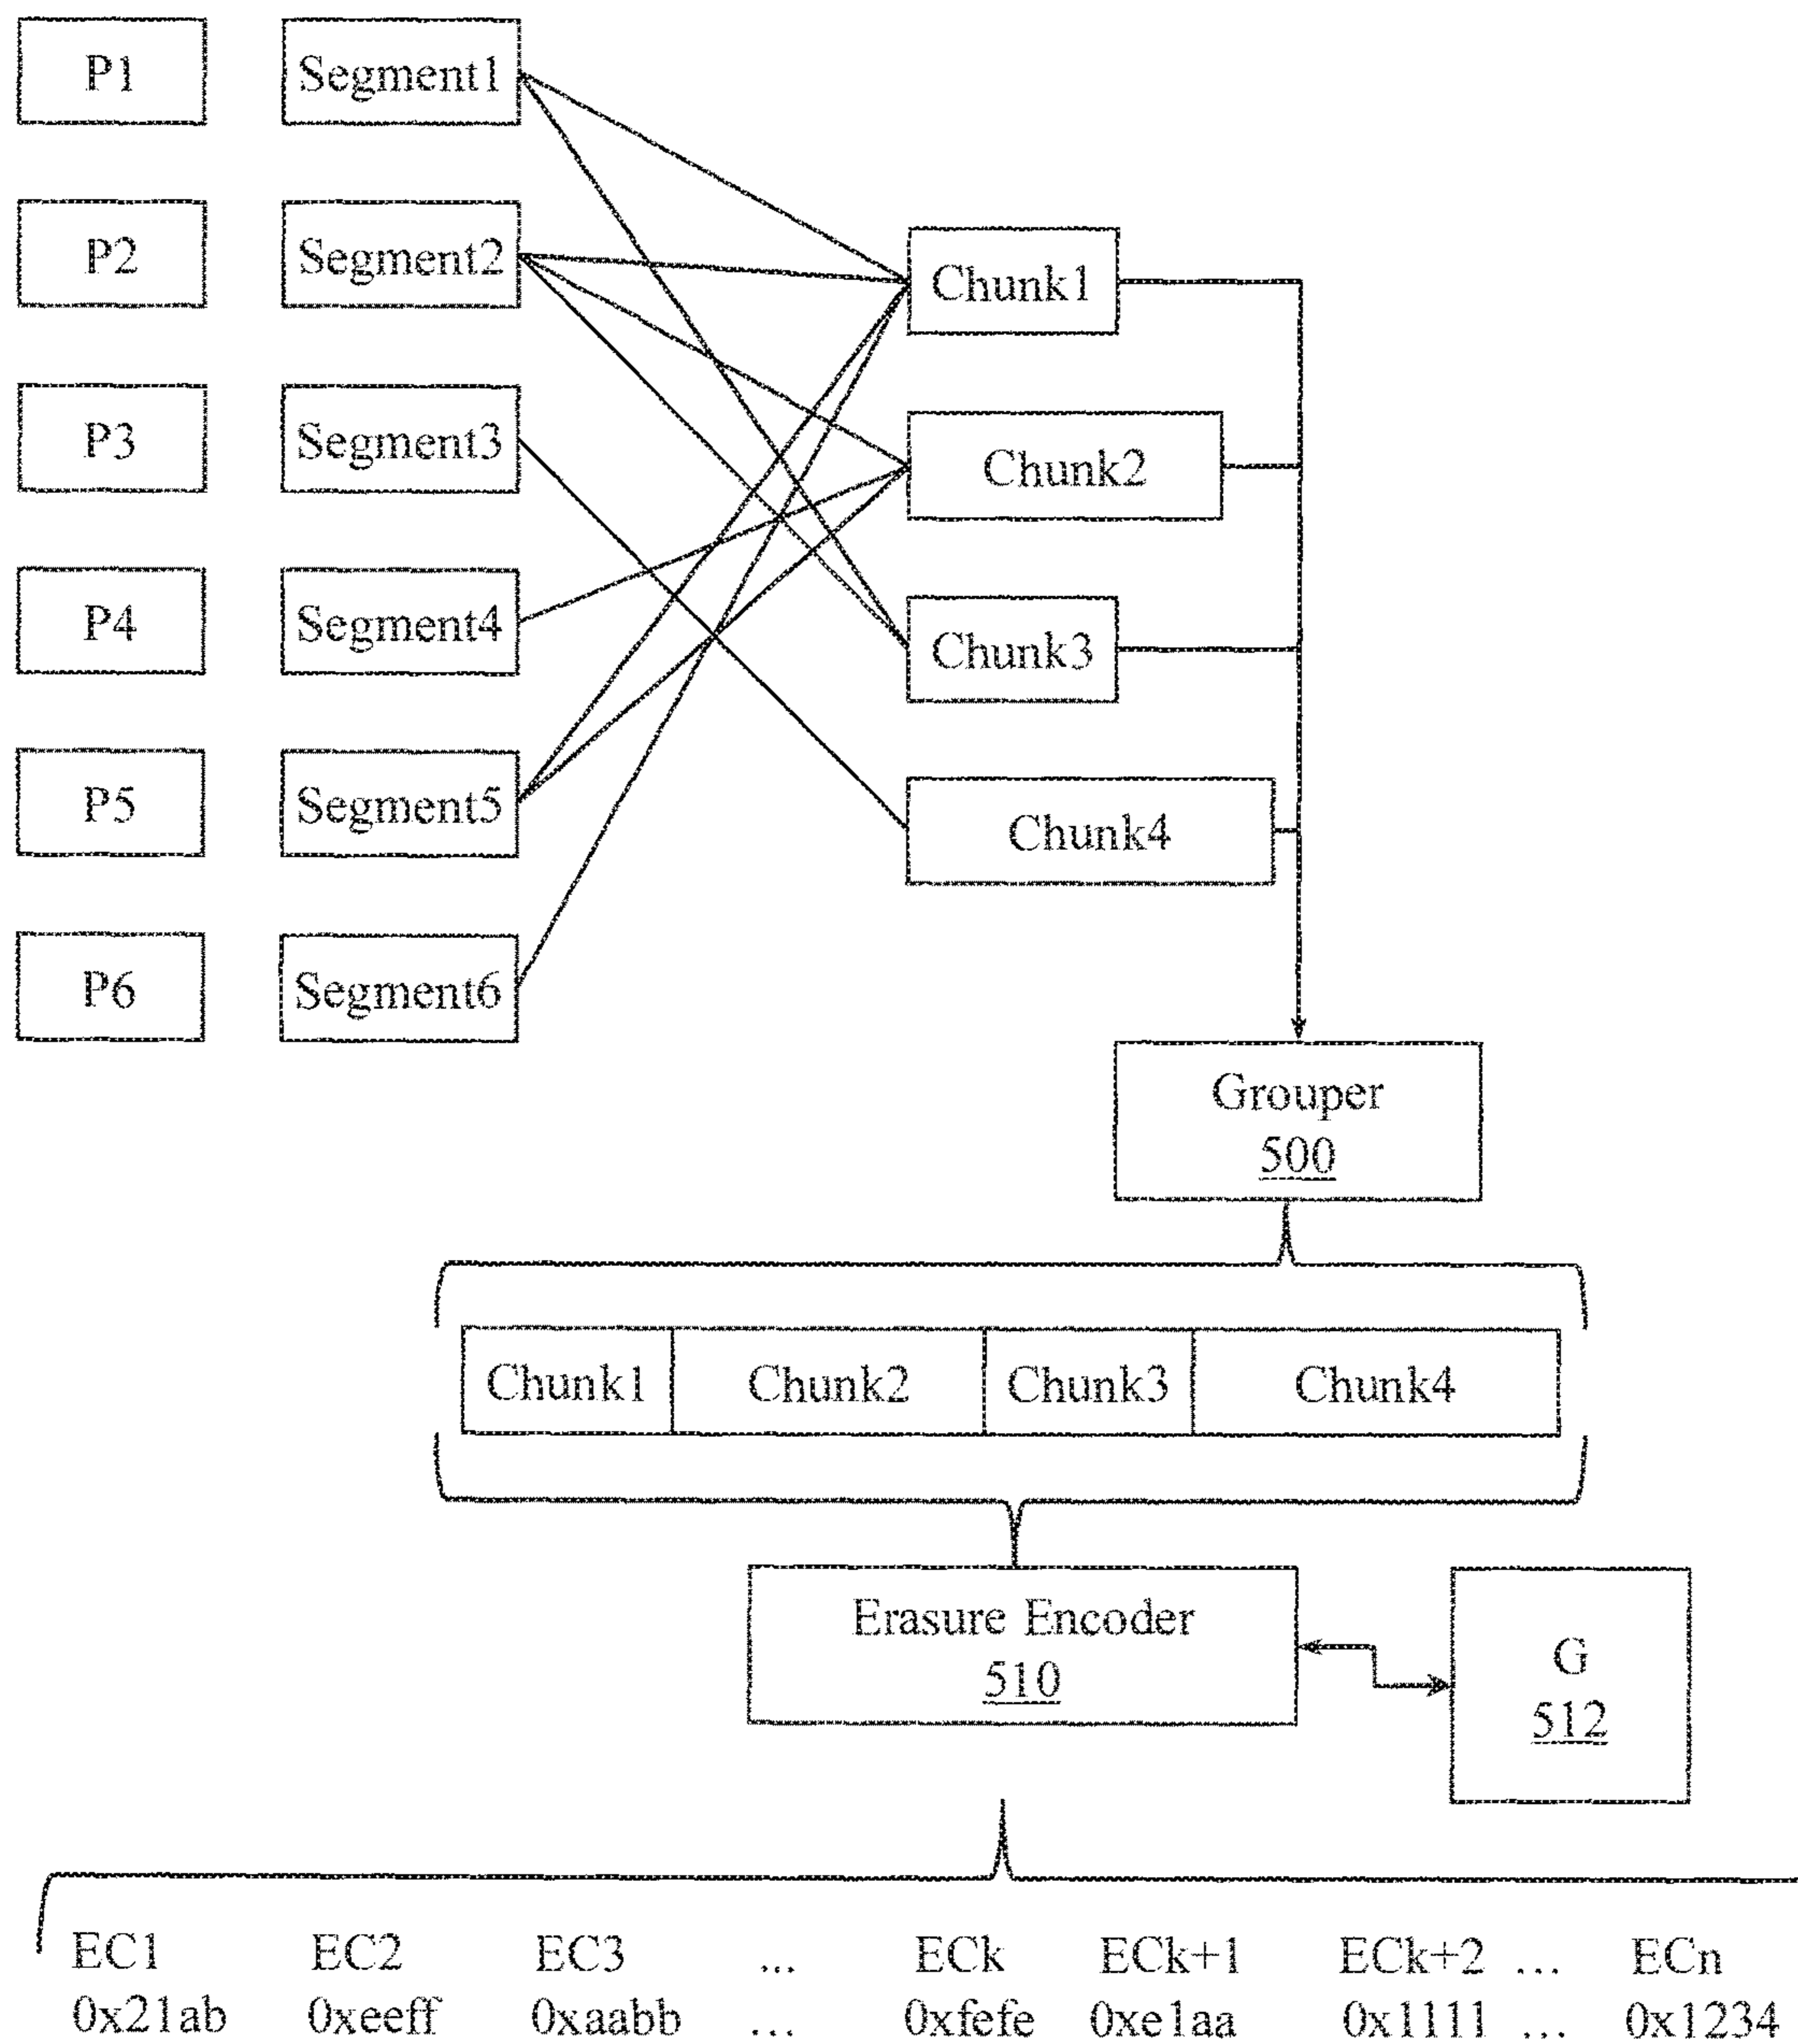 P1 Segment1
P2 Segment2
Chunk1
P3 Segment3
Chunk2
P4 Segment4
Chunk3
P5 Segment5
Chunk4
P6 Segment6
Grouper
500
Chunk1 Chunk2 Chunk3 Chunk4
Erasure Encoder
510
G
512
EC1 EC2 EC3 ... ECk ECk+1 ECk+2 ... ECn
0x21ab 0xeeff 0xaabb ... 0xfefe 0xe1aa 0x1111 ... 0x1234